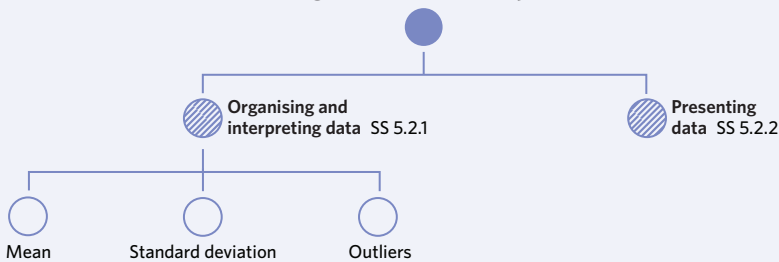 Organising and
interpreting data SS 5.2.1
Presenting
data SS 5.2.2
Mean
Standard deviation
Outliers